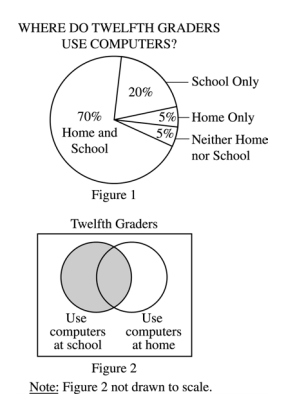 WHERE DO TWELFTH GRADERS
USE COMPUTERS?
School Only
20%
70%
Home and
School
5%
Home Only
5%
Neither Home
nor School
Figure 1
Twelfth Graders
Use
computers
at school
Use
computers
at home
Figure 2
Note: Figure 2 not drawn to scale.